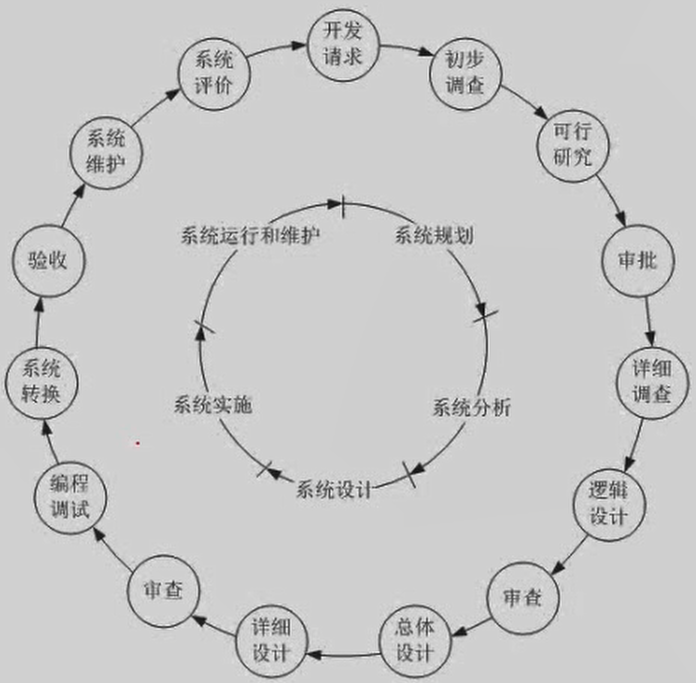 开发
请求
初步
调查
可行
研究
审批
详细
调查
逻辑
设计
审查
总体
设计
详细
设计
审查
编程
调试
系统
转换
验收
系统
维护
系统
评价
系统规划
系统分析
系统设计
系统实施
系统运行和维护